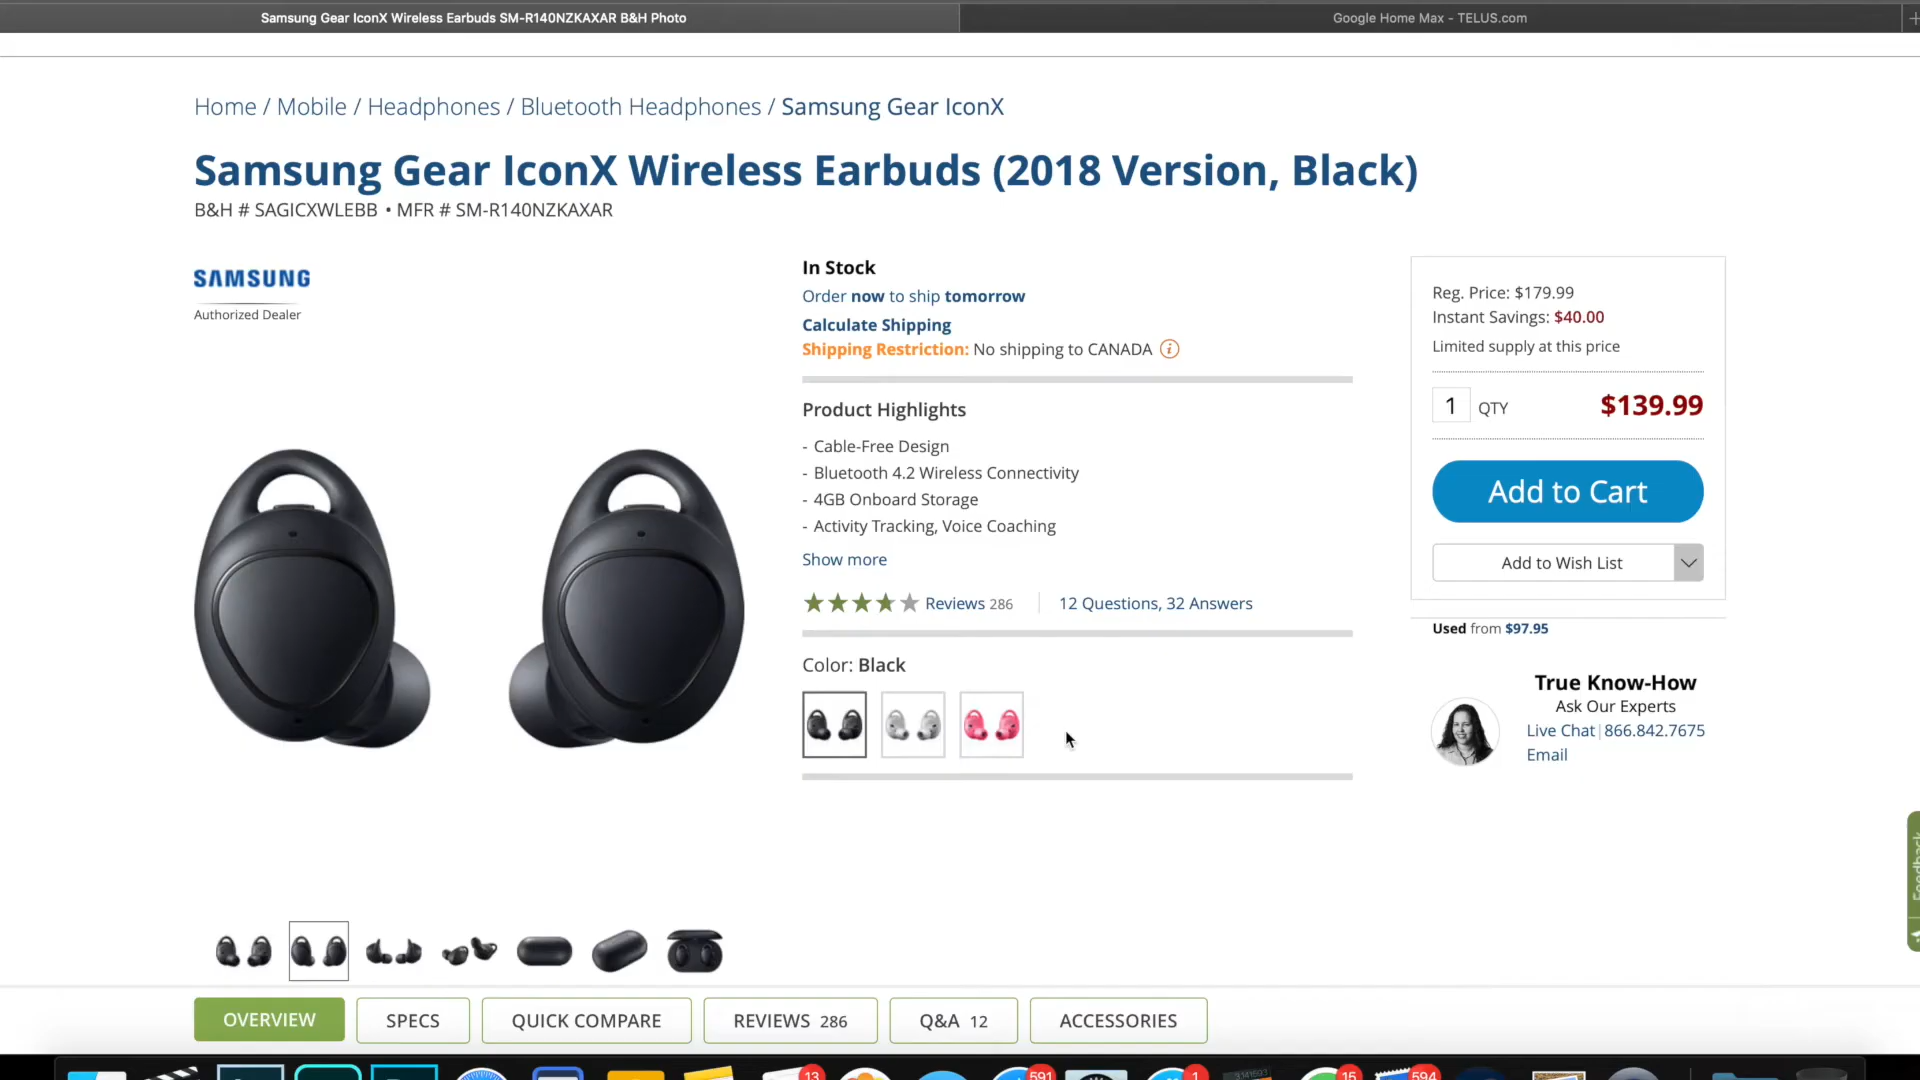 Samsung Gear IconX Wireless Earbuds SM-R140NZKAXAR B&H Photo
Google Home Max - TELUS.com
Home / Mobile / Headphones / Bluetooth Headphones / Samsung Gear IconX
Samsung Gear IconX Wireless Earbuds (2018 Version, Black)
B&H # SAGICXWLEBB • MFR # SM-R140NZKAXAR
SAMSUNG
Authorized Dealer
In Stock
Order now to ship tomorrow
Calculate Shipping
Shipping Restriction: No shipping to CANADA
Product Highlights
- Cable-Free Design
- Bluetooth 4.2 Wireless Connectivity
- 4GB Onboard Storage
- Activity Tracking, Voice Coaching
Show more
Reviews 286
12 Questions, 32 Answers
Color: Black
Reg. Price: $179.99
Instant Savings: $40.00
Limited supply at this price
1 QTY $139.99
Add to Cart
Add to Wish List
Used from $97.95
True Know-How
Ask Our Experts
Live Chat | 866.842.7675
Email
Feedback
OVERVIEW
SPECS
QUICK COMPARE
REVIEWS 286
Q&A 12
ACCESSORIES
13
591
1
15
594